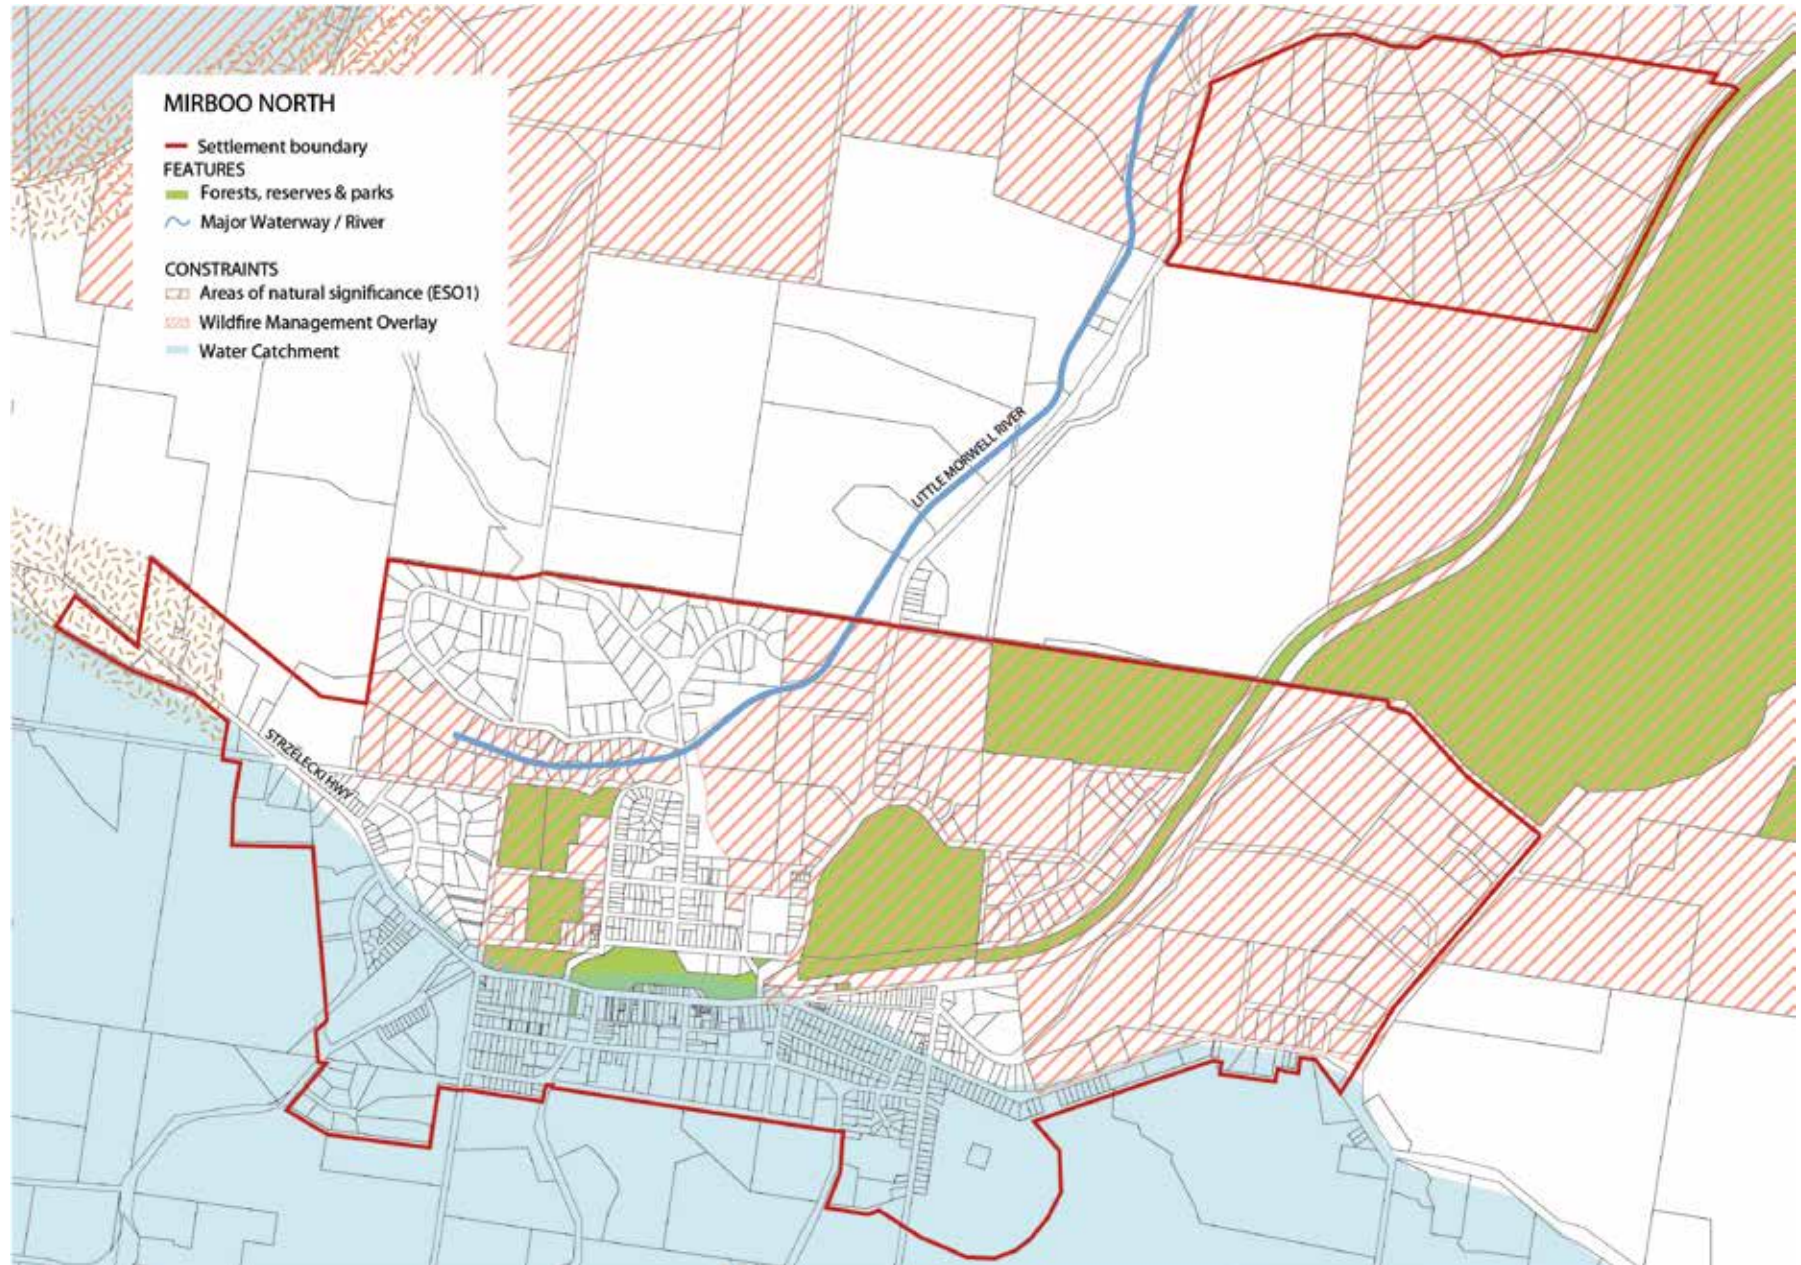 MIRBOO NORTH
Settlement boundary
FEATURES
Forests, reserves & parks
Major Waterway / River
CONSTRAINTS
Areas of natural significance (ESO1)
Wildfire Management Overlay
Water Catchment
LITTLE MORWELL RIVER
STRZELECKI HWY